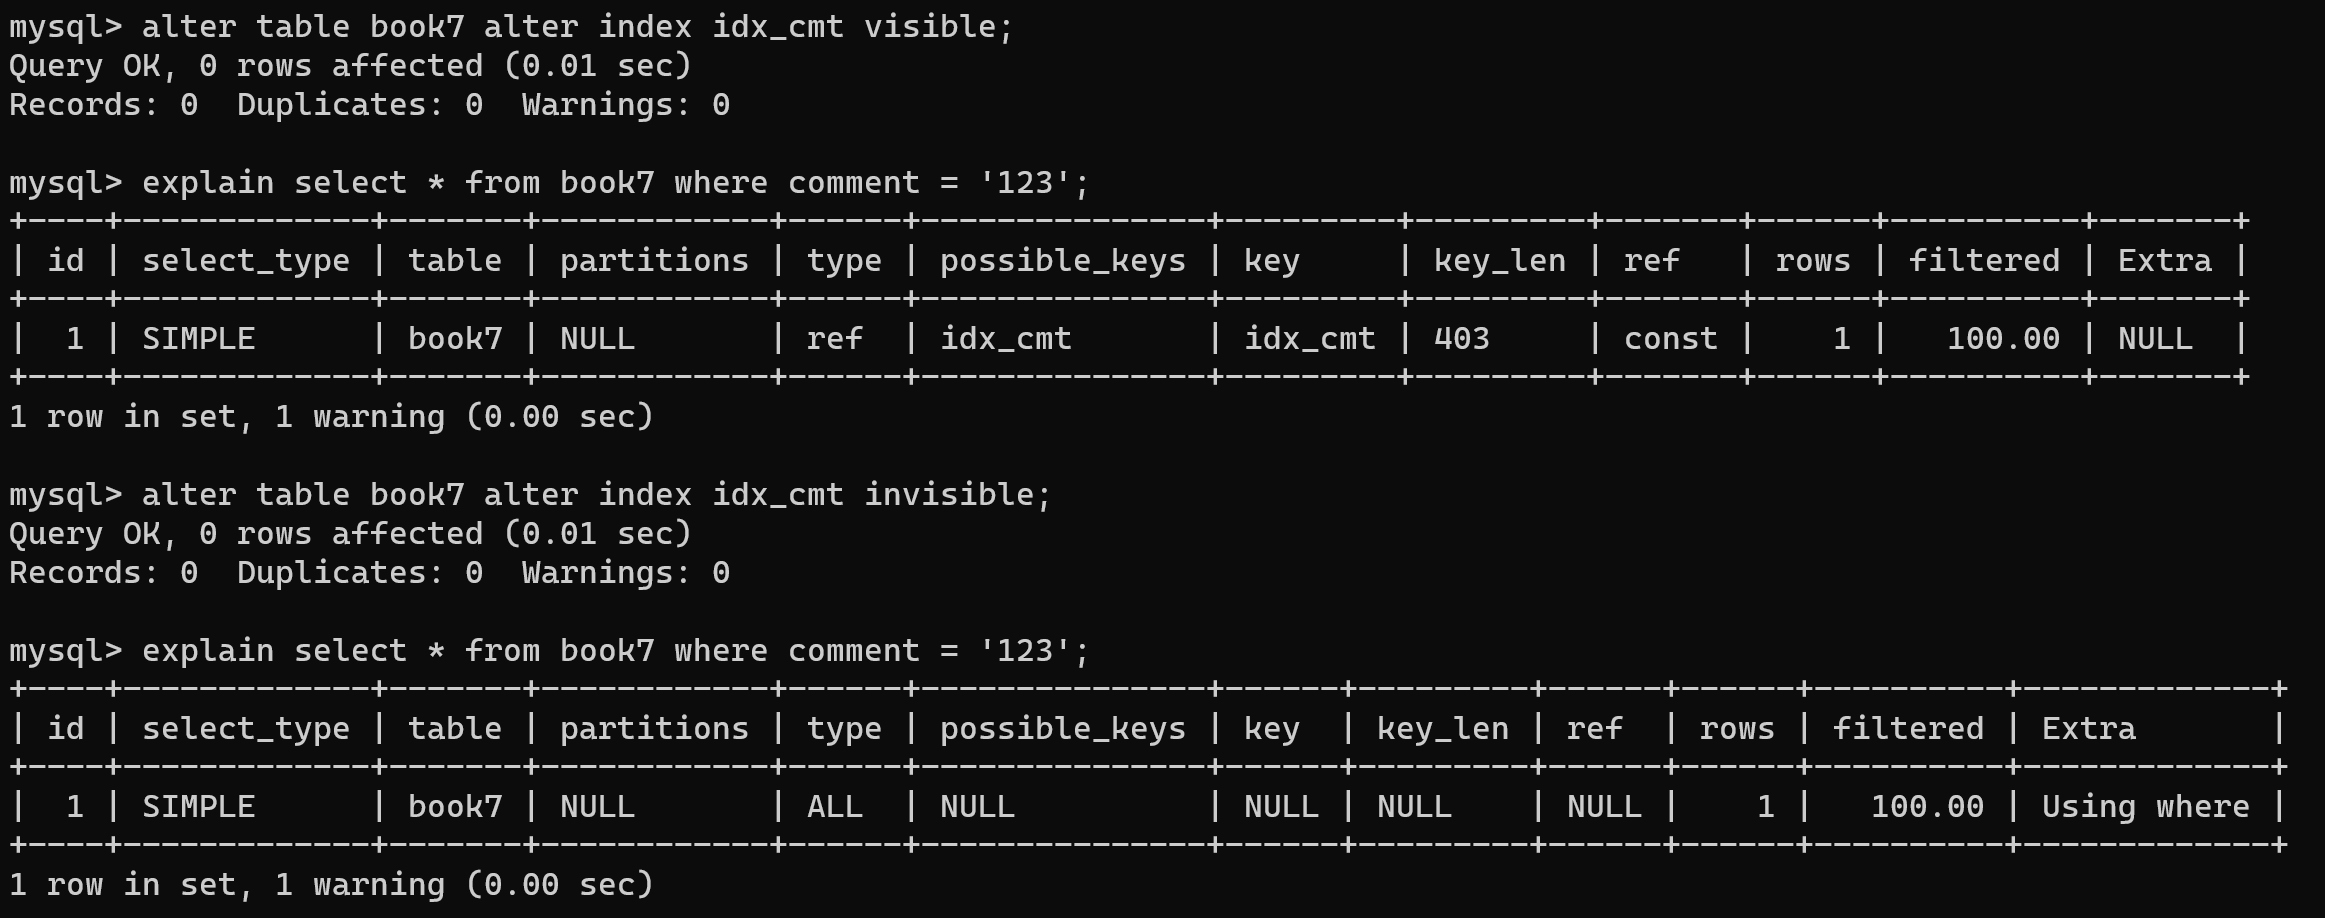 mysql> alter table book7 alter index idx_cmt visible;
Query OK, 0 rows affected (0.01 sec)
Records: 0  Duplicates: 0  Warnings: 0

mysql> explain select * from book7 where comment = '123';
+----+-------------+-------+------------+------+---------------+---------+---------+-------+------+----------+-------+
| id | select_type | table | partitions | type | possible_keys | key     | key_len | ref   | rows | filtered | Extra |
+----+-------------+-------+------------+------+---------------+---------+---------+-------+------+----------+-------+
|  1 | SIMPLE      | book7 | NULL       | ref  | idx_cmt       | idx_cmt | 403     | const |    1 |   100.00 | NULL  |
+----+-------------+-------+------------+------+---------------+---------+---------+-------+------+----------+-------+
1 row in set, 1 warning (0.00 sec)

mysql> alter table book7 alter index idx_cmt invisible;
Query OK, 0 rows affected (0.01 sec)
Records: 0  Duplicates: 0  Warnings: 0

mysql> explain select * from book7 where comment = '123';
+----+-------------+-------+------------+------+---------------+------+---------+------+------+----------+-------------+
| id | select_type | table | partitions | type | possible_keys | key  | key_len | ref  | rows | filtered | Extra       |
+----+-------------+-------+------------+------+---------------+------+---------+------+------+----------+-------------+
|  1 | SIMPLE      | book7 | NULL       | ALL  | NULL          | NULL | NULL    | NULL |    1 |   100.00 | Using where |
+----+-------------+-------+------------+------+---------------+------+---------+------+------+----------+-------------+
1 row in set, 1 warning (0.00 sec)